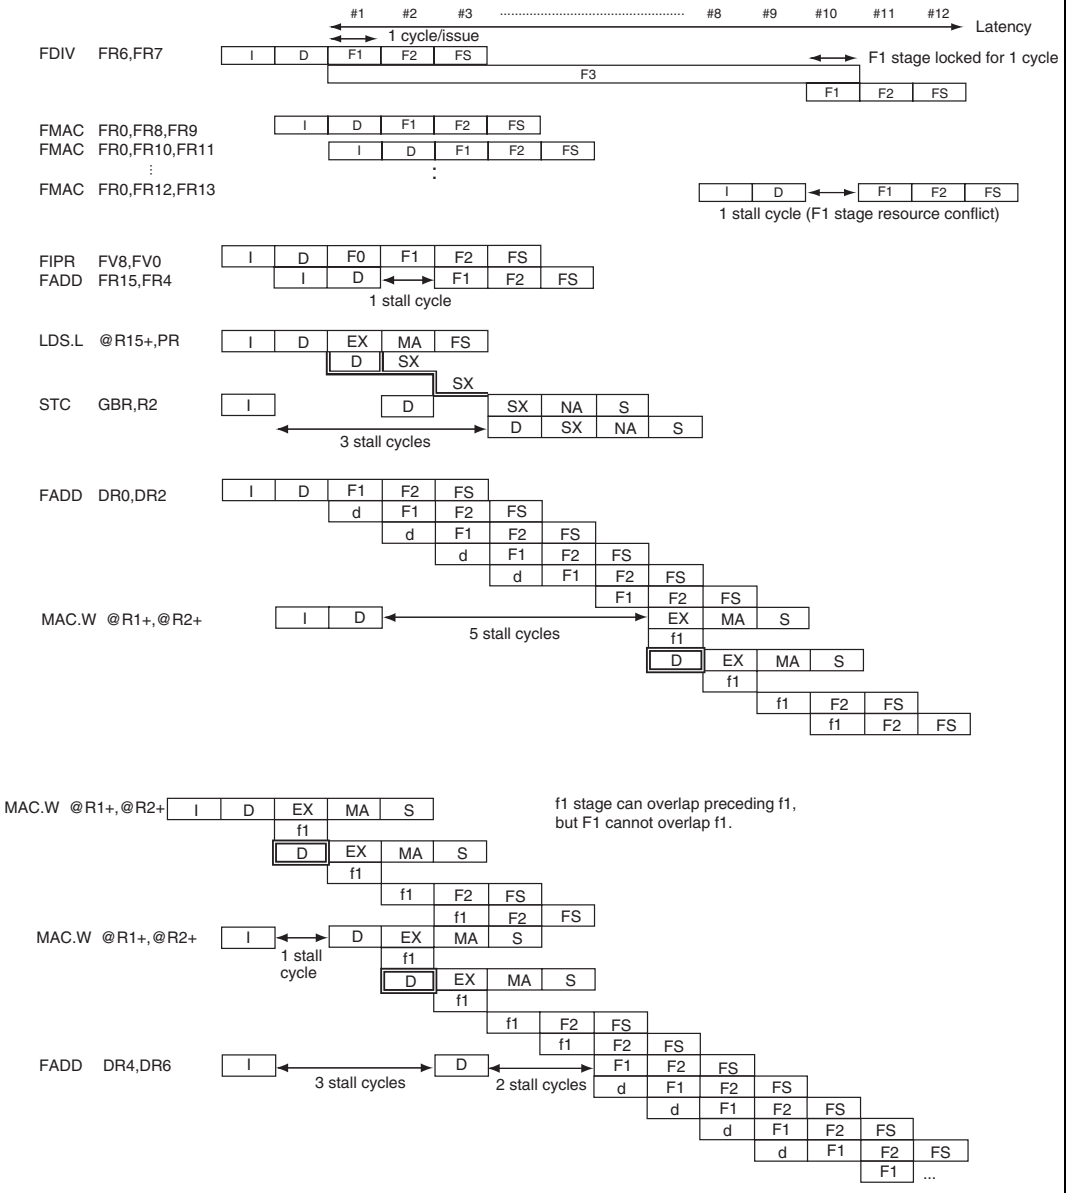 #1 #2 #3 #8 #9 #10 #11 #12
Latency
1 cycle/issue
FDIV FR6,FR7 I D F1 F2 FS
F1 stage locked for 1 cycle
F3
F1 F2 FS
FMAC FR0,FR8,FR9 I D F1 F2 FS
FMAC FR0,FR10,FR11 I D F1 F2 FS
FMAC FR0,FR12,FR13 I D F1 F2 FS
1 stall cycle (F1 stage resource conflict)
FIPR FV8,FV0 I D F0 F1 F2 FS
FADD FR15,FR4 I D F1 F2 FS
1 stall cycle
LDS.L @R15+,PR I D EX MA FS
D SX
SX
STC GBR,R2 I D SX NA S
D SX NA S
3 stall cycles
FADD DR0,DR2 I D F1 F2 FS
d F1 F2 FS
d F1 F2 FS
d F1 F2 FS
d F1 F2 FS
F1 F2 FS
MAC.W @R1+,@R2+ I D EX MA S
5 stall cycles
f1
D EX MA S
f1
f1 F2 FS
f1 F2 FS
MAC.W @R1+,@R2+ I D EX MA S
f1 stage can overlap preceding f1,
but F1 cannot overlap f1.
f1
D EX MA S
f1
f1 F2 FS
f1 F2 FS
MAC.W @R1+,@R2+ I D EX MA S
1 stall
cycle
f1
D EX MA S
f1
f1 F2 FS
f1 F2 FS
FADD DR4,DR6 I D F1 F2 FS
3 stall cycles 2 stall cycles
d F1 F2 FS
d F1 F2 FS
d F1 F2 FS
d F1 F2 FS
F1 ...